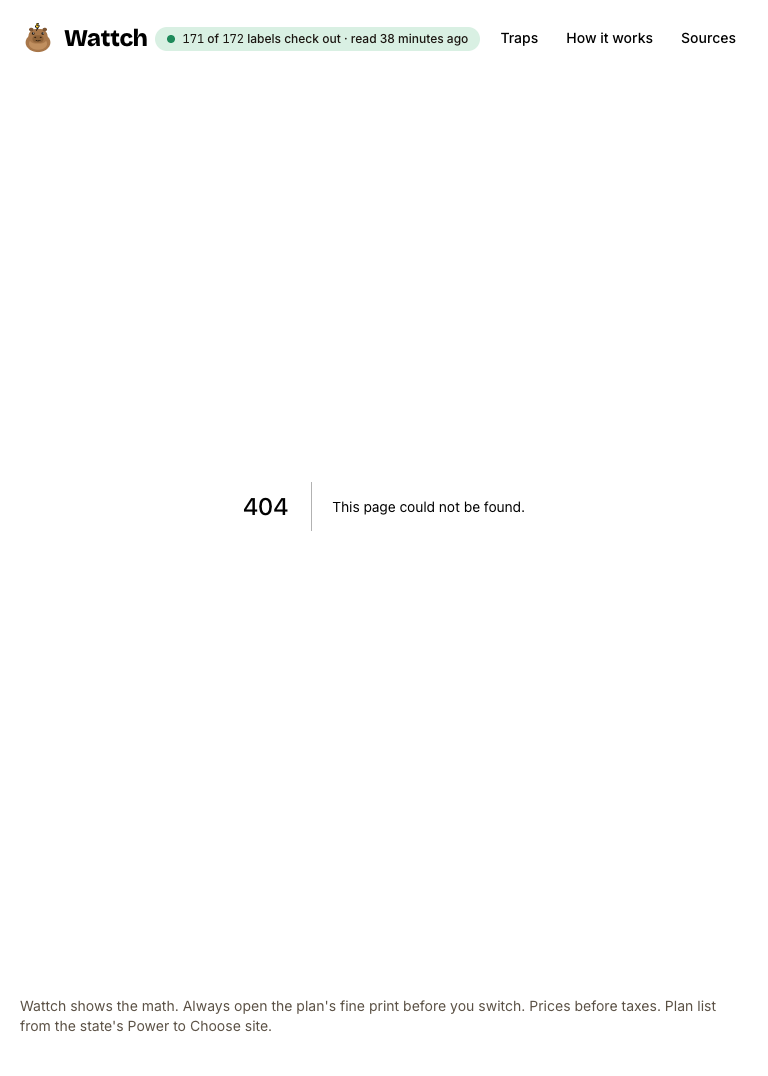 Wattch
171 of 172 labels check out · read 38 minutes ago
Traps
How it works
Sources
404
This page could not be found.
Wattch shows the math. Always open the plan's fine print before you switch. Prices before taxes. Plan list
from the state's Power to Choose site.